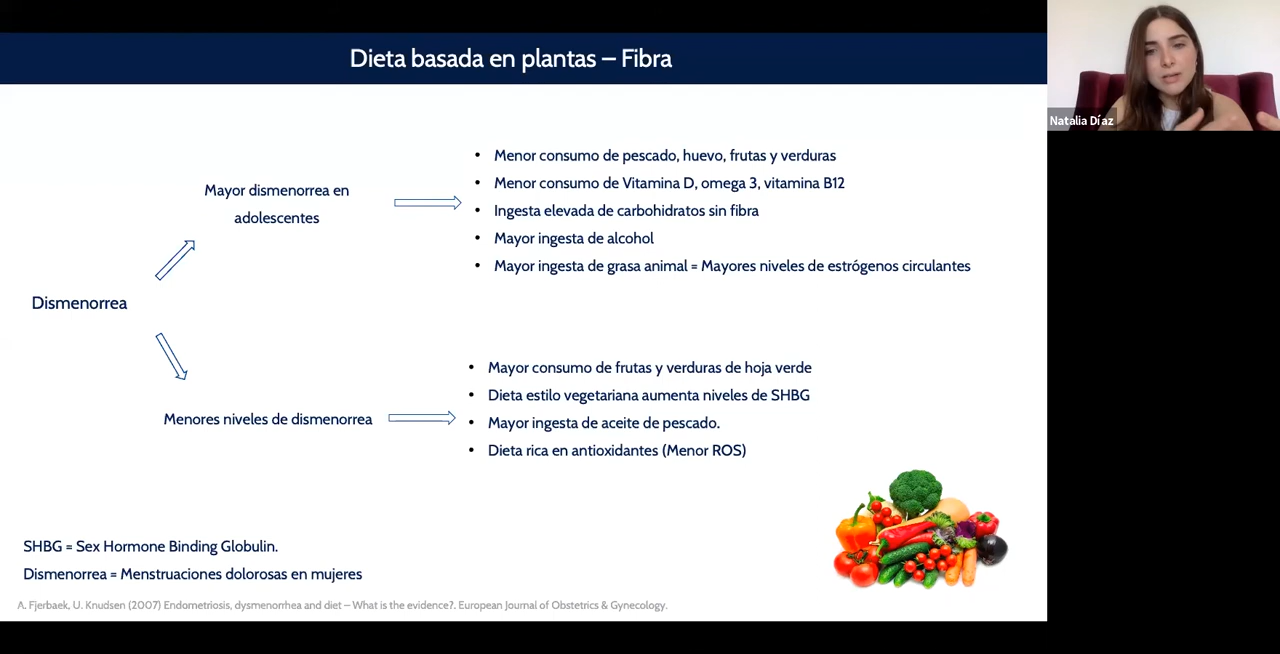 Dieta basada en plantas – Fibra
Natalia Díaz
Mayor dismenorrea en
adolescentes
• Menor consumo de pescado, huevo, frutas y verduras
• Menor consumo de Vitamina D, omega 3, vitamina B12
• Ingesta elevada de carbohidratos sin fibra
• Mayor ingesta de alcohol
• Mayor ingesta de grasa animal = Mayores niveles de estrógenos circulantes
Dismenorrea
Menores niveles de dismenorrea
• Mayor consumo de frutas y verduras de hoja verde
• Dieta estilo vegetariana aumenta niveles de SHBG
• Mayor ingesta de aceite de pescado.
• Dieta rica en antioxidantes (Menor ROS)
SHBG = Sex Hormone Binding Globulin.
Dismenorrea = Menstruaciones dolorosas en mujeres
A. Fjerbaek, U. Knudsen (2007) Endometriosis, dysmenorrhea and diet – What is the evidence?. European Journal of Obstetrics & Gynecology.